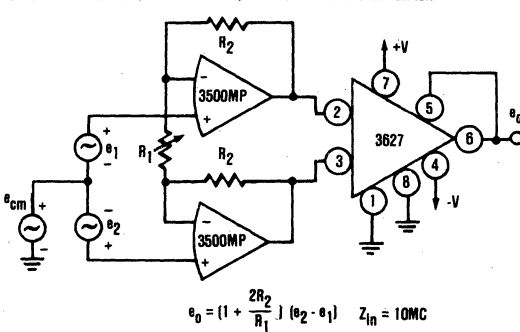 R2
3500MP
- +
+V
7
5
2
3627
6
eo
+ e1 -
R1
R2
3
4
-V
1
8
ecm + -
- e2 +
3500MP
- +
eo = (1 + 2R2/R1) (e2 - e1) Zin = 10MC